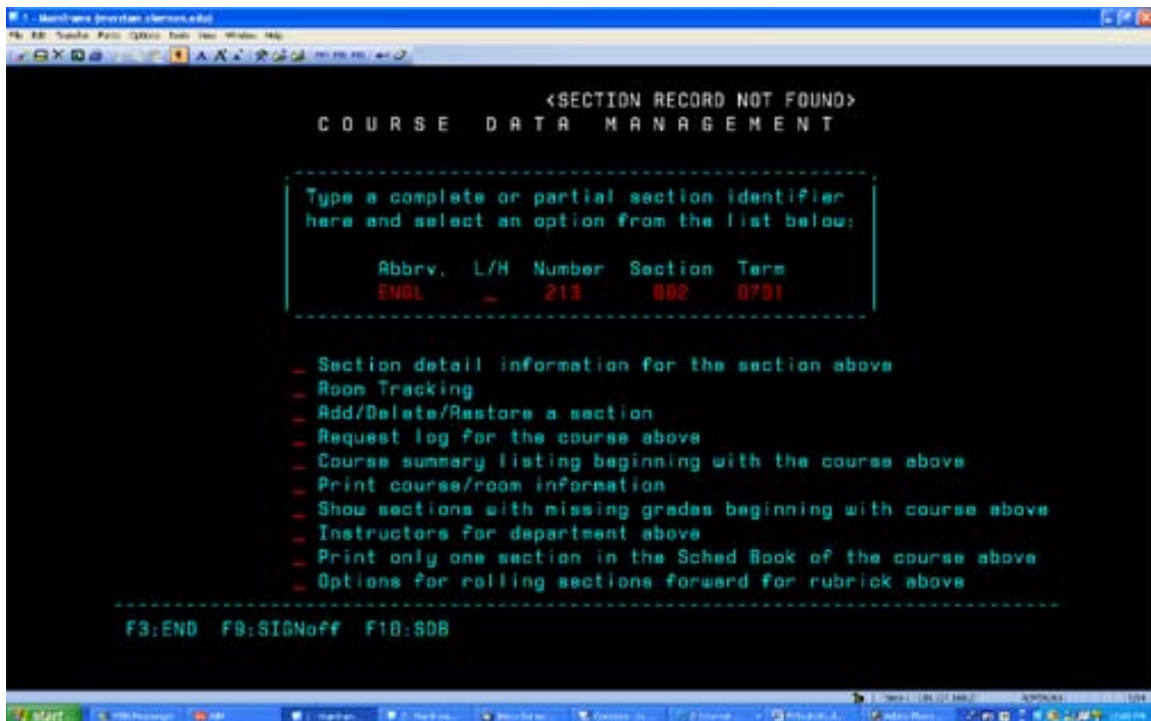 <SECTION RECORD NOT FOUND>
COURSE DATA MANAGEMENT
Type a complete or partial section identifier
here and select an option from the list below:
Abbrv. L/H Number Section Term
ENGL _ 213 002 0701
_ Section detail information for the section above
_ Room Tracking
_ Add/Delete/Restore a section
_ Request log for the course above
_ Course summary listing beginning with the course above
_ Print course/room information
_ Show sections with missing grades beginning with course above
_ Instructors for department above
_ Print only one section in the Sched Book of the course above
_ Options for rolling sections forward for rubrick above
F3:END F9:SIGNoff F10:SDB
start